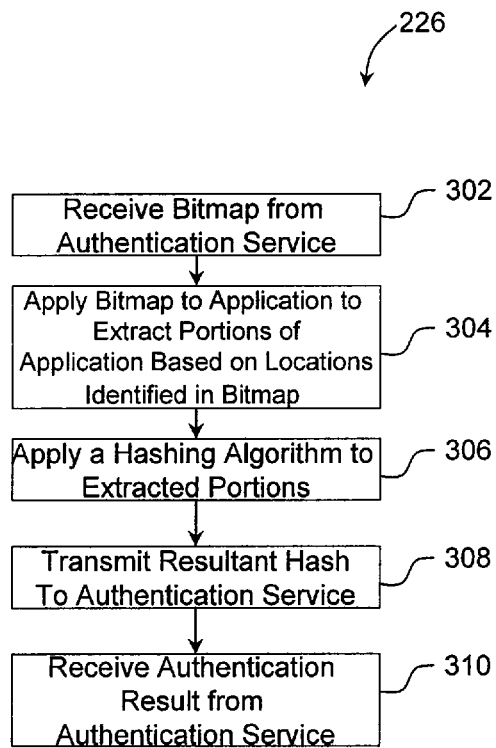 226
Receive Bitmap from
Authentication Service
302
Apply Bitmap to Application to
Extract Portions of
Application Based on Locations
Identified in Bitmap
304
Apply a Hashing Algorithm to
Extracted Portions
306
Transmit Resultant Hash
To Authentication Service
308
Receive Authentication
Result from
Authentication Service
310